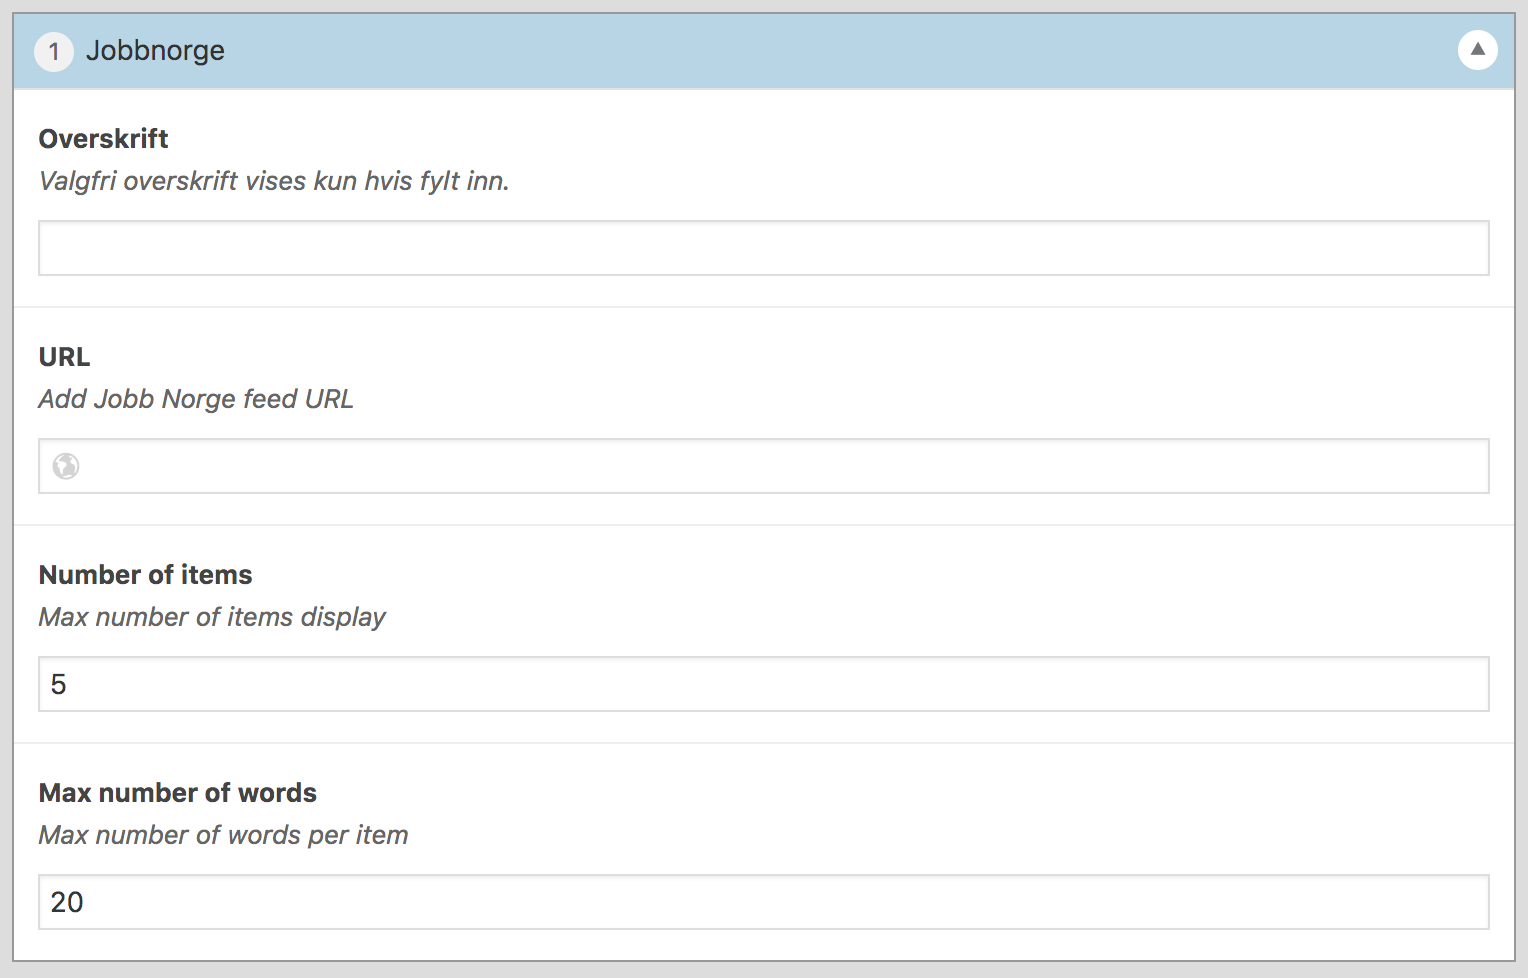 1 Jobbnorge
Overskrift
Valgfri overskrift vises kun hvis fylt inn.
URL
Add Jobb Norge feed URL
Number of items
Max number of items display
5
Max number of words
Max number of words per item
20